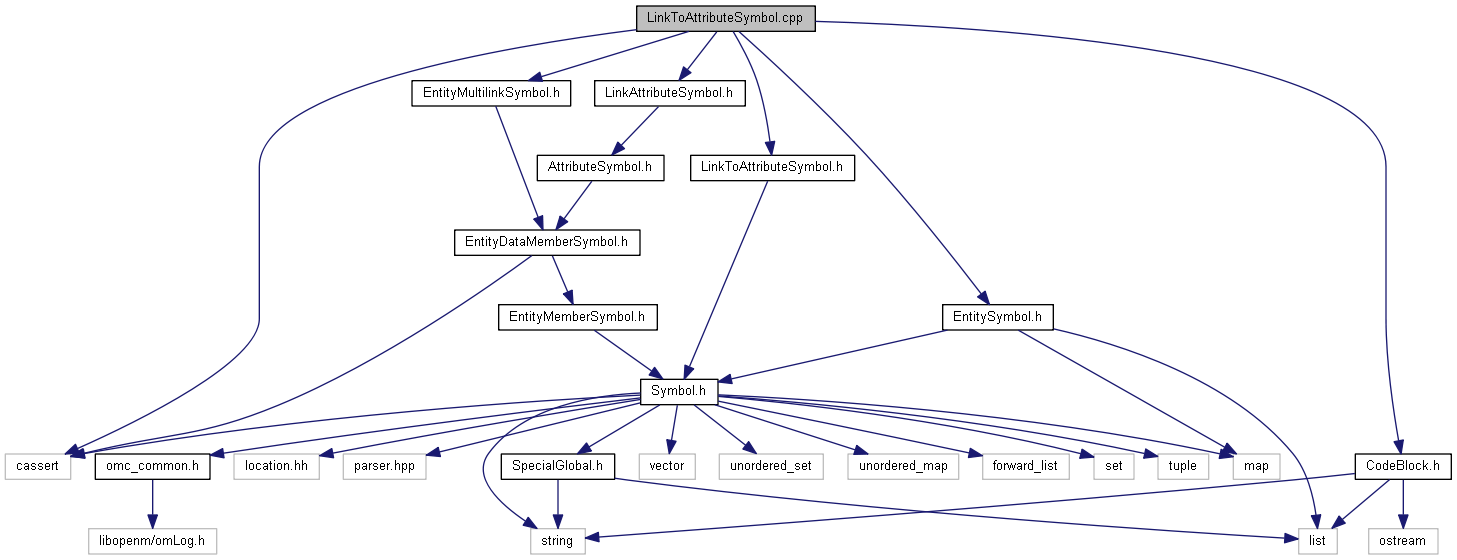 LinkToAttributeSymbol.cpp
EntityMultilinkSymbol.h
LinkAttributeSymbol.h
AttributeSymbol.h
LinkToAttributeSymbol.h
EntityDataMemberSymbol.h
EntityMemberSymbol.h
EntitySymbol.h
Symbol.h
cassert
omc_common.h
location.hh
parser.hpp
SpecialGlobal.h
vector
unordered_set
unordered_map
forward_list
set
tuple
map
CodeBlock.h
libopenm/omLog.h
string
list
ostream